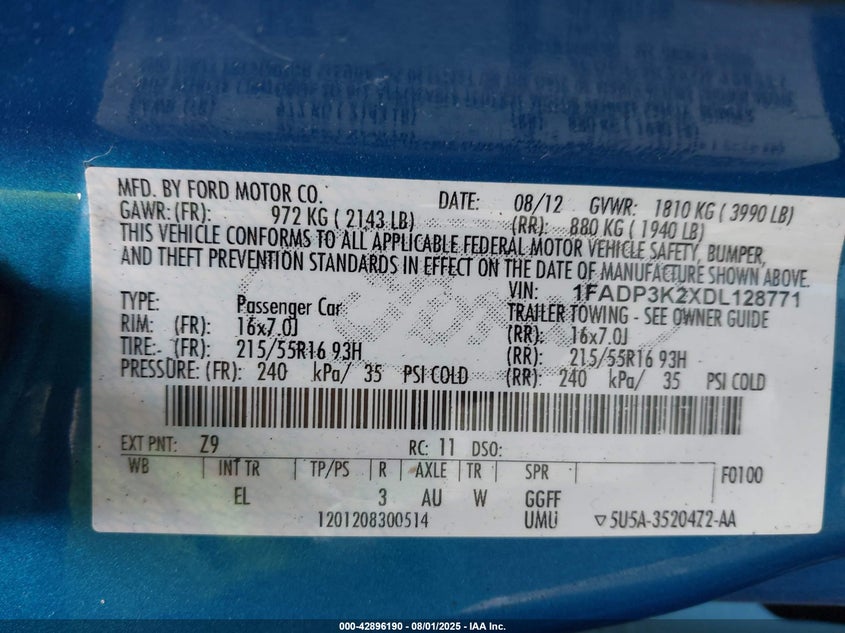 MFD. BY FORD MOTOR CO. DATE: 08/12 GVWR: 1810 KG ( 3990 LB)
GAWR: (FR): 972 KG ( 2143 LB) (RR): 880 KG ( 1940 LB)
THIS VEHICLE CONFORMS TO ALL APPLICABLE FEDERAL MOTOR VEHICLE SAFETY, BUMPER,
AND THEFT PREVENTION STANDARDS IN EFFECT ON THE DATE OF MANUFACTURE SHOWN ABOVE.
VIN: 1FADP3K2XDL128771
TYPE: Passenger Car TRAILER TOWING - SEE OWNER GUIDE
RIM: (FR): 16x7.0J (RR): 16x7.0J
TIRE: (FR): 215/55R16 93H (RR): 215/55R16 93H
PRESSURE: (FR): 240 kPa/ 35 PSI COLD (RR): 240 kPa/ 35 PSI COLD
EXT PNT: Z9 RC: 11 DSO:
WB INT TR TP/PS R AXLE TR SPR F0100
EL 3 AU W GGFF
1201208300514 UMU ▽5U5A-3520472-AA
000-42896190 - 08/01/2025 - IAA Inc.